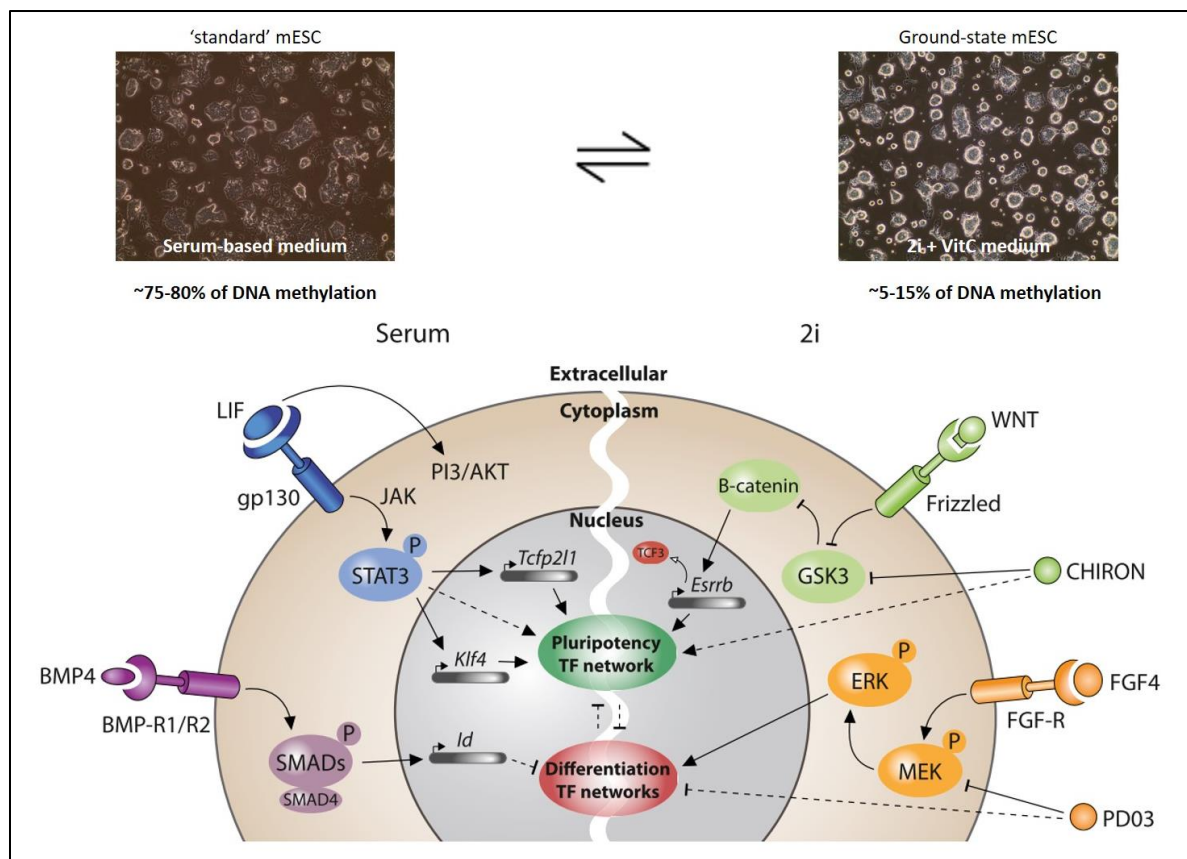 'standard' mESC
Ground-state mESC
Serum-based medium
2i + VitC medium
~75-80% of DNA methylation
~5-15% of DNA methylation
Serum
2i
Extracellular
Cytoplasm
LIF
PI3/AKT
gp130
JAK
WNT
Frizzled
B-catenin
Nucleus
P
STAT3
Tcfp2l1
TCF3
Esrrb
GSK3
CHIRON
Pluripotency
TF network
Klf4
BMP4
BMP-R1/R2
P
ERK
FGF4
FGF-R
P
SMADs
SMAD4
Id
Differentiation
TF networks
P
MEK
PD03